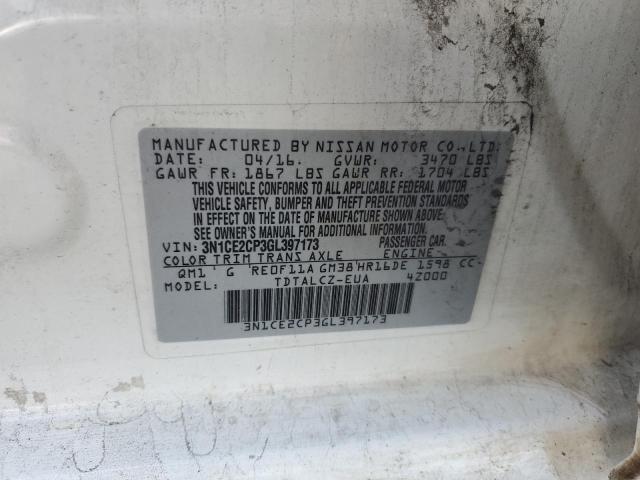 MANUFACTURED BY NISSAN MOTOR CO., LTD.
DATE: 04/16. GVWR: 3470 LBS
GAWR FR: 1867 LBS GAWR RR: 1704 LBS
THIS VEHICLE CONFORMS TO ALL APPLICABLE FEDERAL MOTOR
VEHICLE SAFETY, BUMPER AND THEFT PREVENTION STANDARDS
IN EFFECT ON THE DATE OF MANUFACTURE SHOWN ABOVE.
SEE OWNER'S MANUAL FOR ADDITIONAL INFORMATION.
VIN: 3N1CE2CP3GL397173 PASSENGER CAR.
COLOR TRIM TRANS AXLE ENGINE
QM1 G RE0F11A GM38 HR16DE 1598 CC
MODEL: TDTALCZ-EUA 42000
3N1CE2CP3GL397173